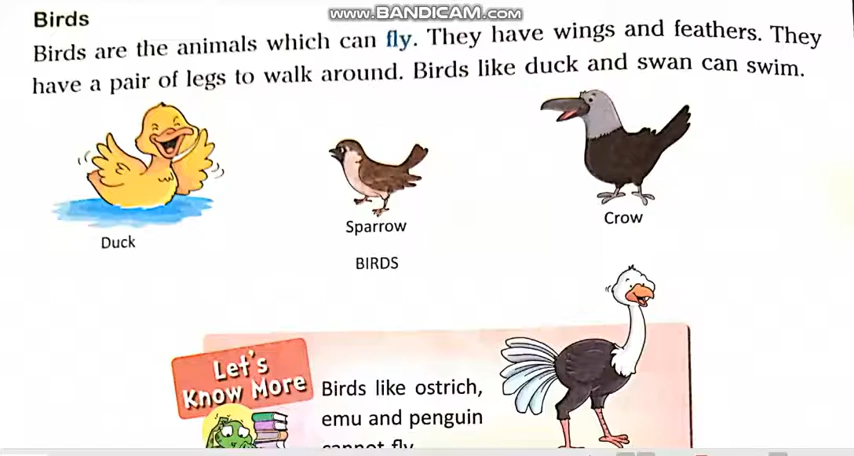 www.BANDICAM.com
Birds
Birds are the animals which can fly. They have wings and feathers. They
have a pair of legs to walk around. Birds like duck and swan can swim.
Duck
Sparrow
Crow
BIRDS
Let's
Know More
Birds like ostrich,
emu and penguin
cannot fly